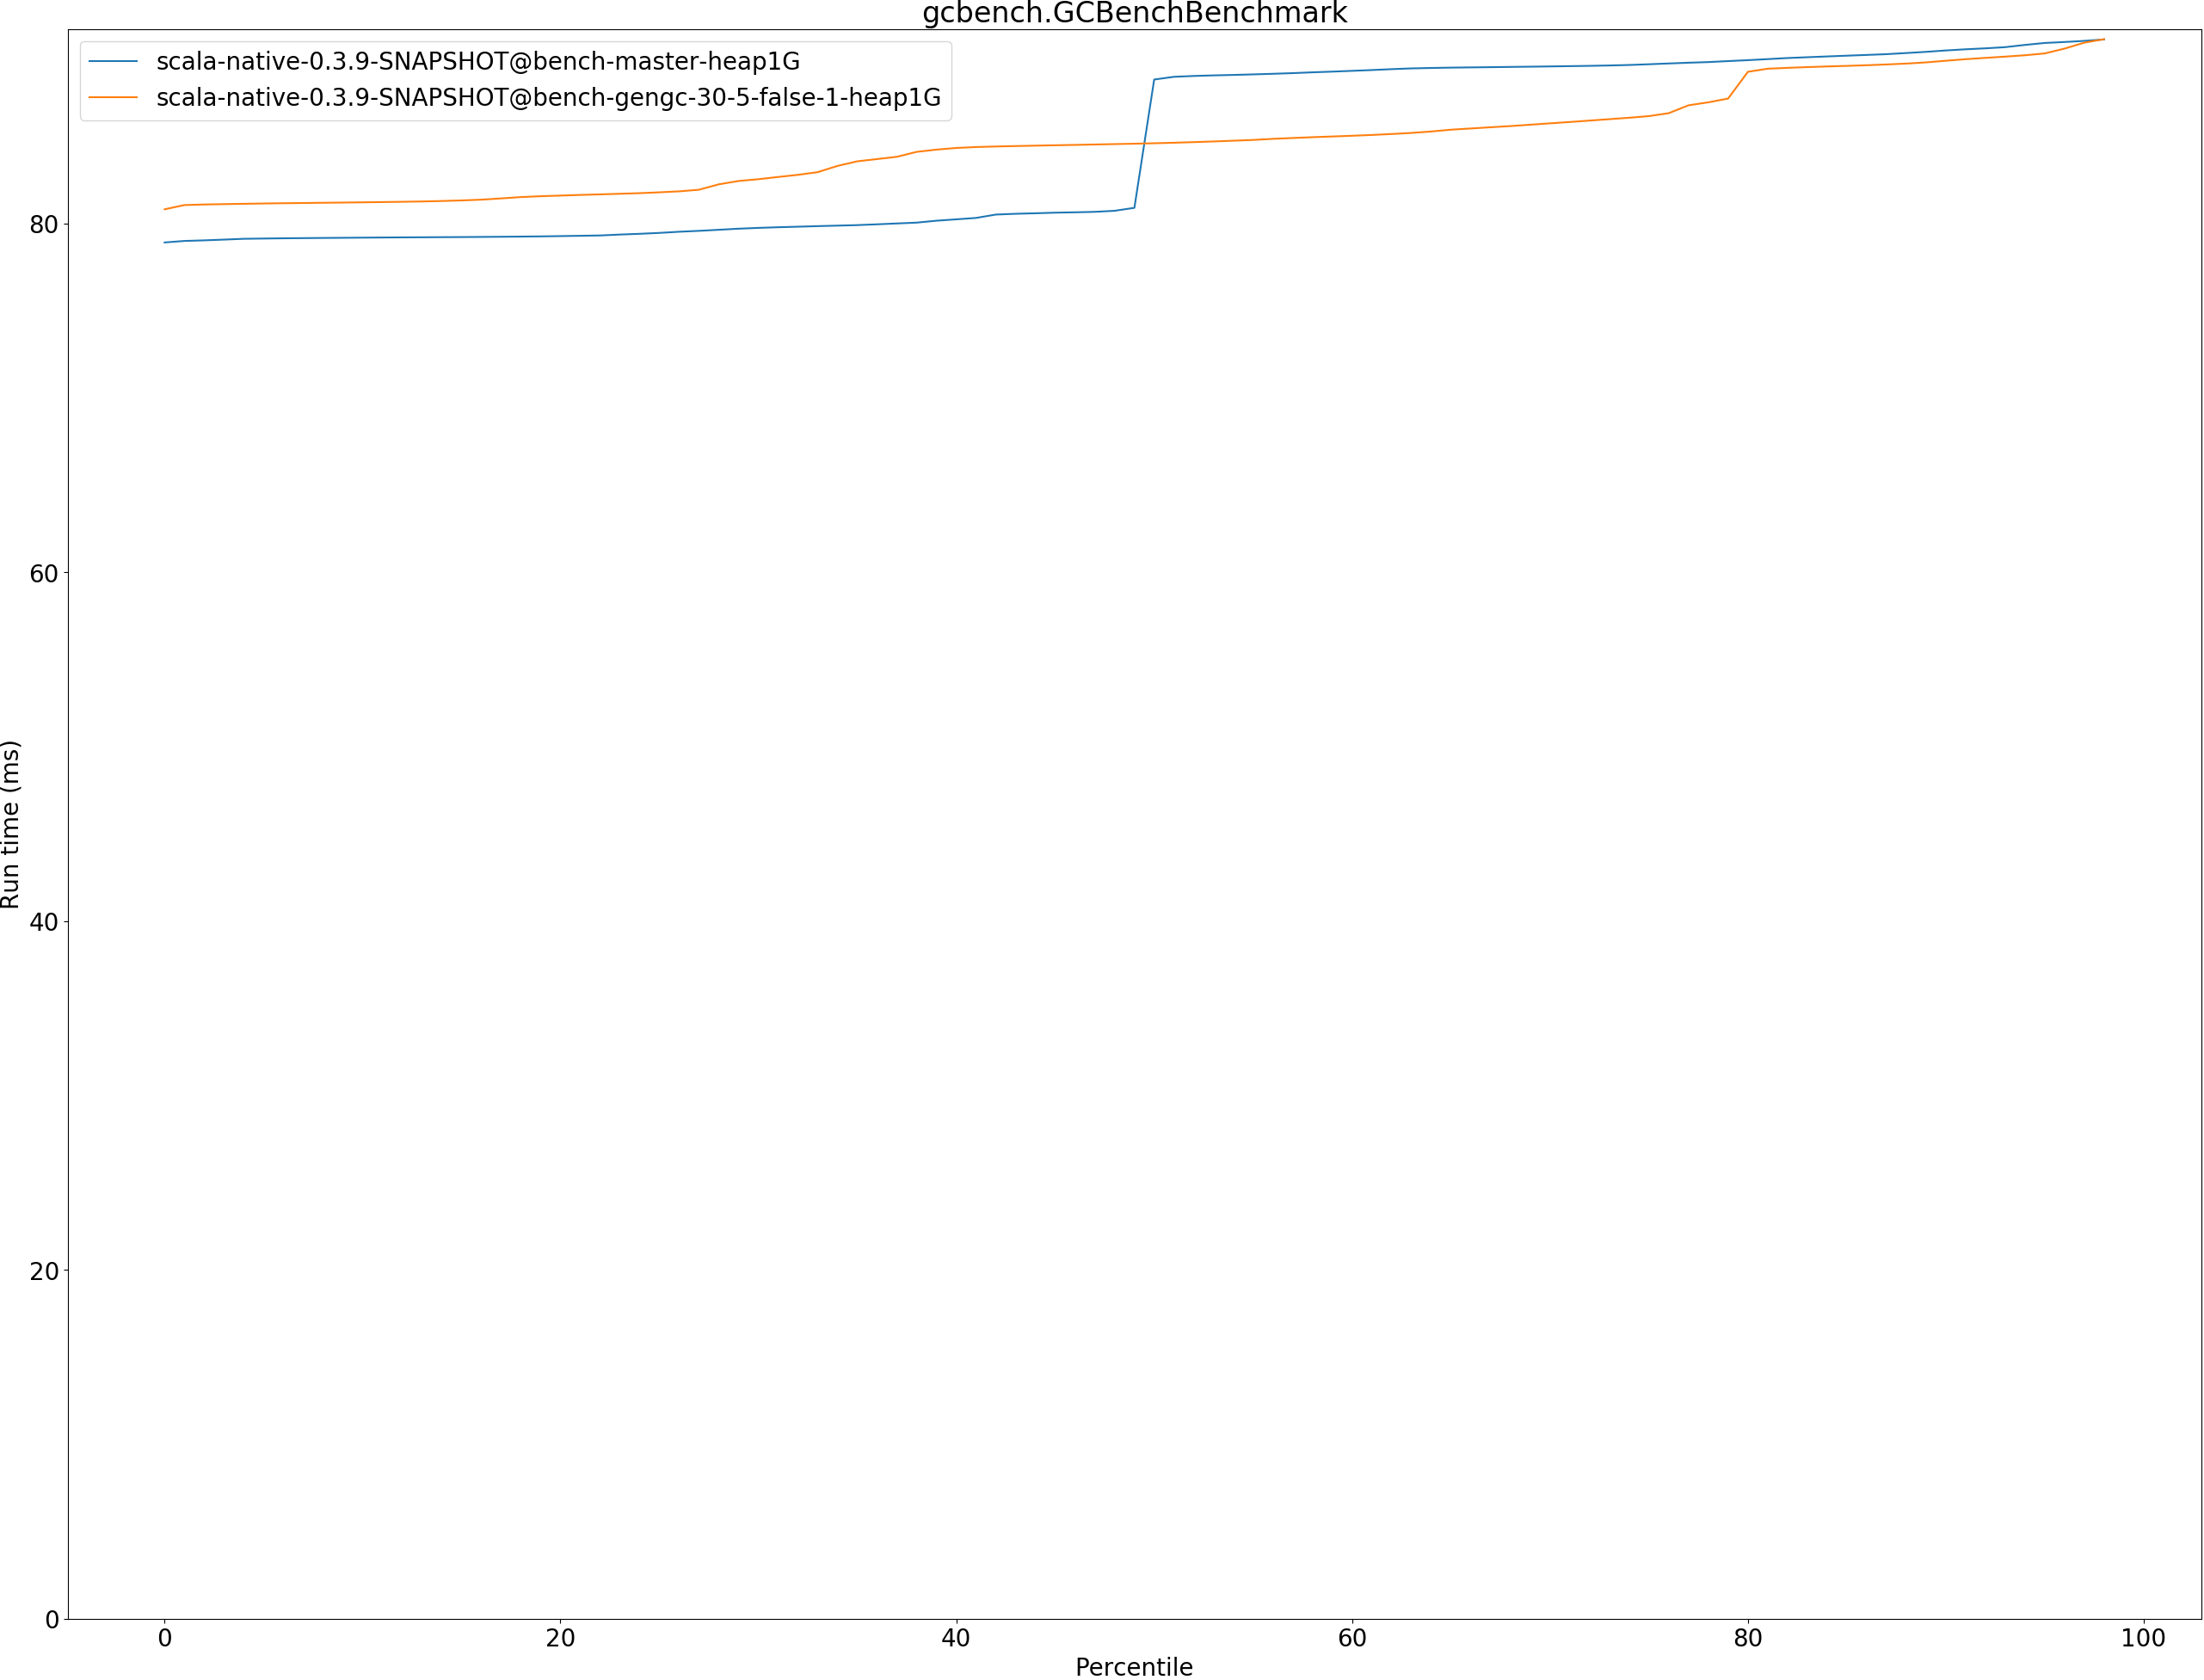 gcbench.GCBenchBenchmark
scala-native-0.3.9-SNAPSHOT@bench-master-heap1G
scala-native-0.3.9-SNAPSHOT@bench-gengc-30-5-false-1-heap1G
80
60
40
20
0
Run time (ms)
0 20 40 60 80 100
Percentile